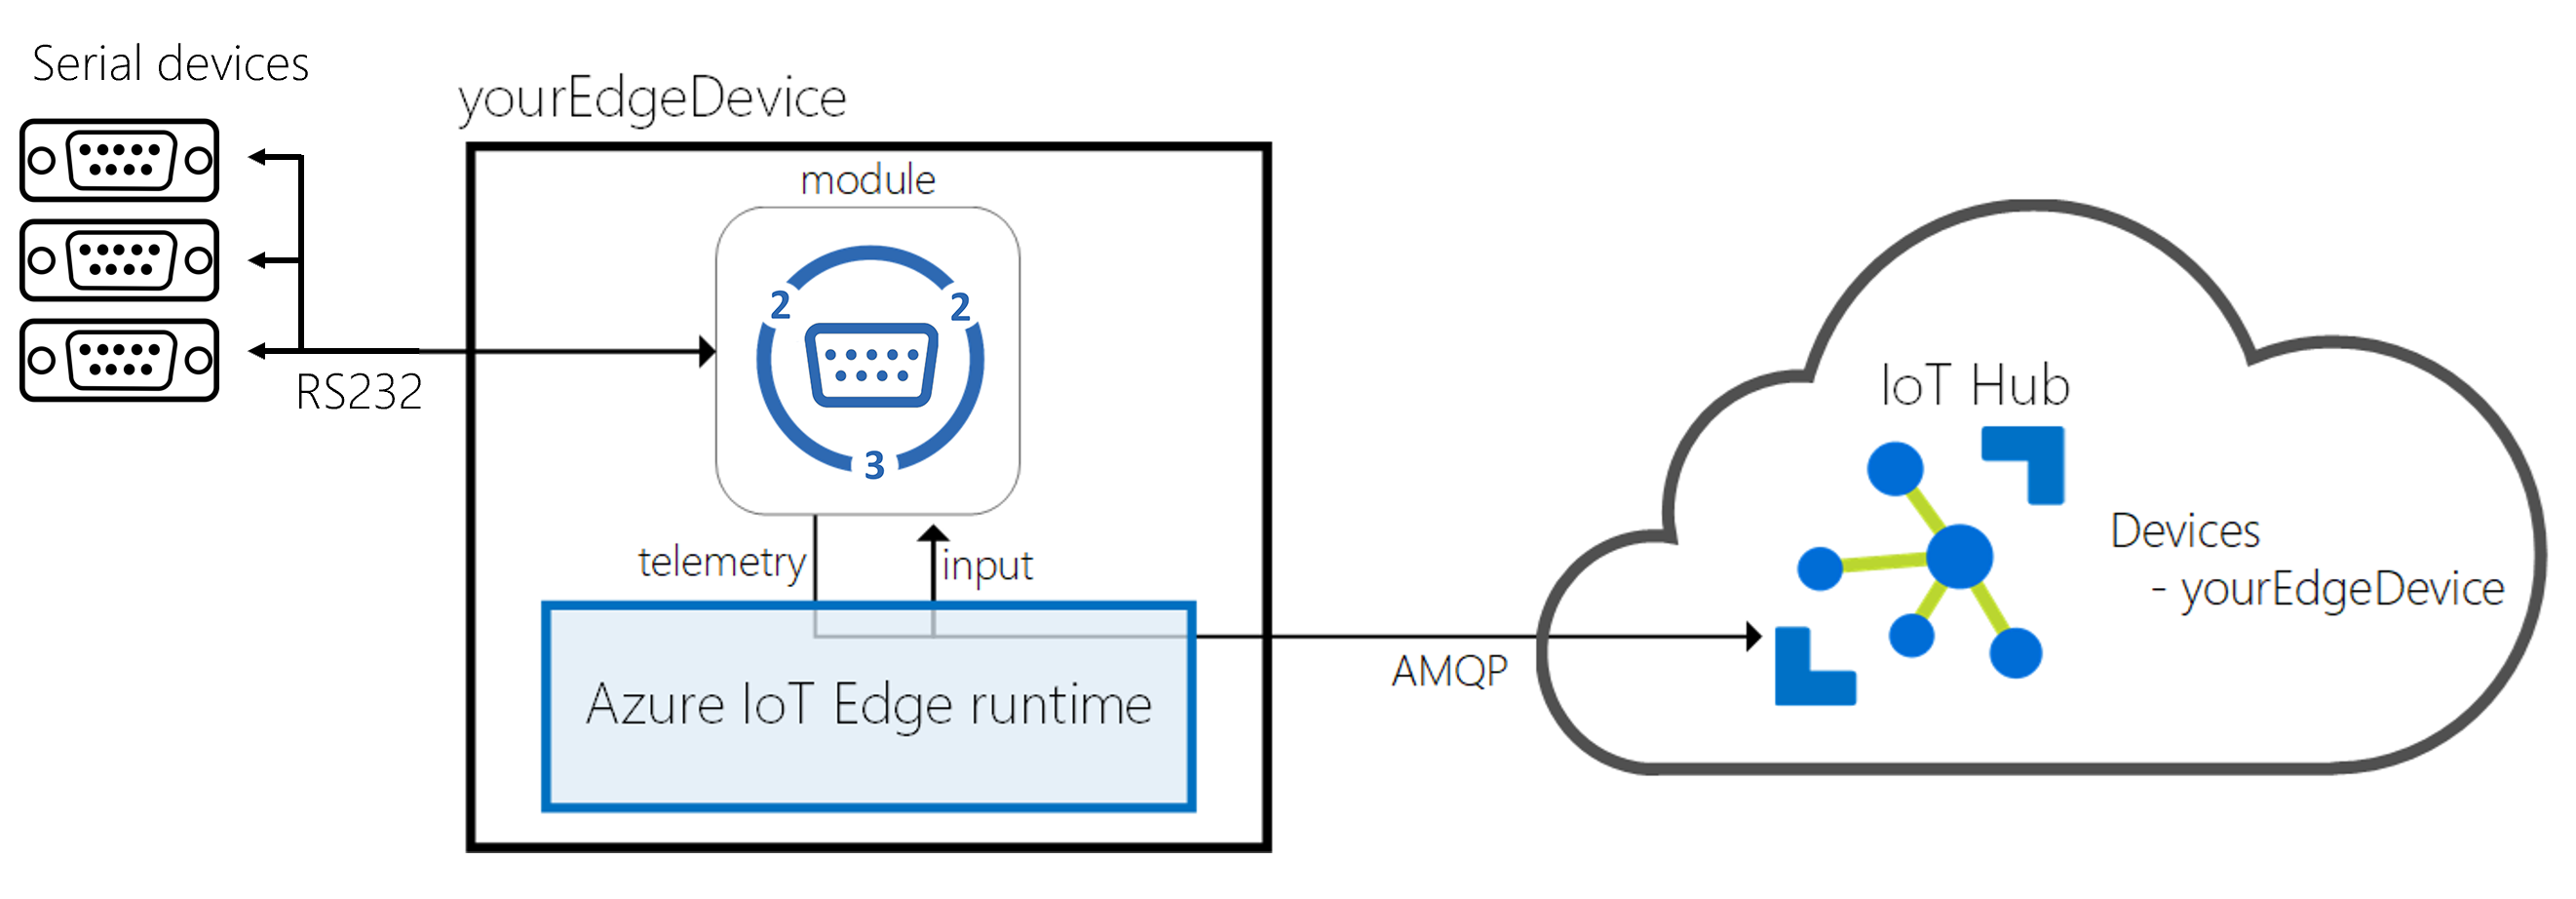 Serial devices
yourEdgeDevice
module
2
2
3
RS232
telemetry
input
Azure IoT Edge runtime
AMQP
IoT Hub
Devices
- yourEdgeDevice